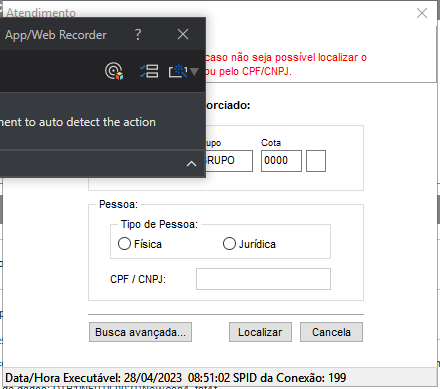 Atendimento
App/Web Recorder ?
caso não seja possível localizar o
ou pelo CPF/CNPJ.
ment to auto detect the action
orciado:
upo Cota
GRUPO 0000
Pessoa:
Tipo de Pessoa:
Física Jurídica
CPF / CNPJ:
Busca avançada... Localizar Cancela
Data/Hora Executável: 28/04/2023 08:51:02 SPID da Conexão: 199